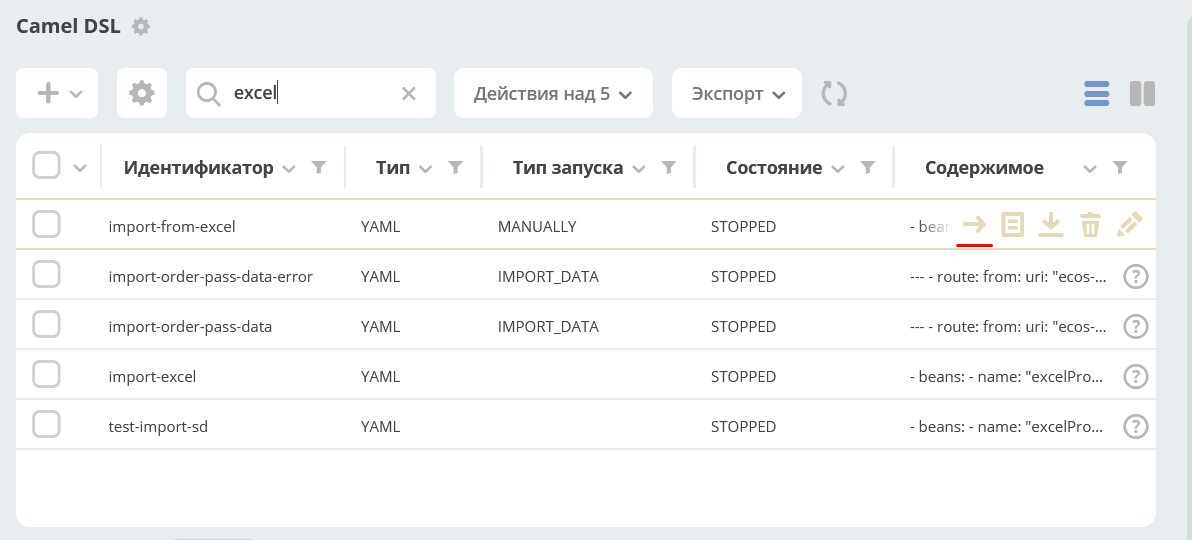 Camel DSL
excel Действия над 5 Экспорт
Идентификатор Тип Тип запуска Состояние Содержимое
import-from-excel YAML MANUALLY STOPPED - bear
import-order-pass-data-error YAML IMPORT_DATA STOPPED --- - route: from: uri: "ecos-...
import-order-pass-data YAML IMPORT_DATA STOPPED --- - route: from: uri: "ecos-...
import-excel YAML STOPPED - beans: - name: "excelPro...
test-import-sd YAML STOPPED - beans: - name: "excelPro...